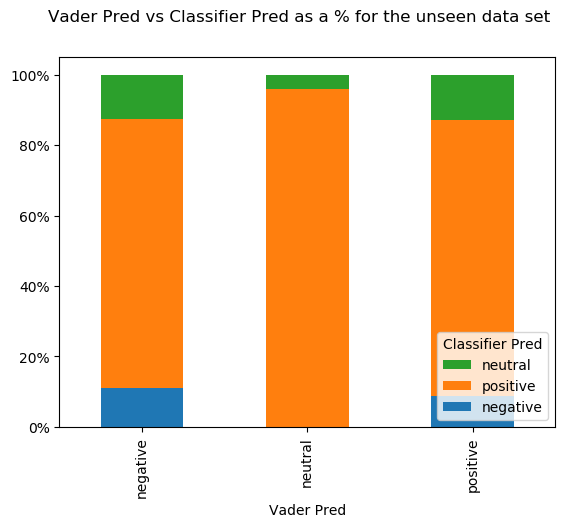 Vader Pred vs Classifier Pred as a % for the unseen data set
100%
80%
60%
40%
20%
0%
Classifier Pred
neutral
positive
negative
negative
neutral
positive
Vader Pred